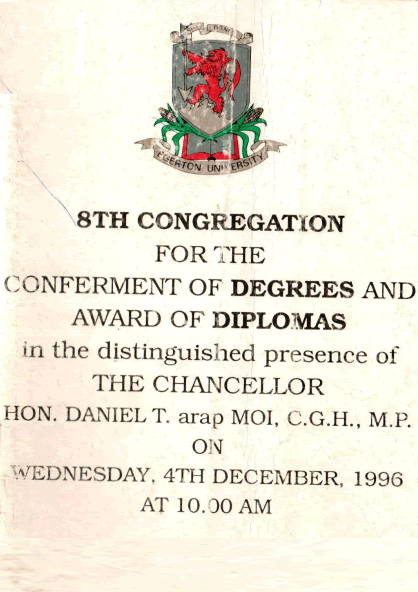 EGERTON UNIVERSITY
8TH CONGREGATION
FOR THE
CONFERMENT OF DEGREES AND
AWARD OF DIPLOMAS
in the distinguished presence of
THE CHANCELLOR
HON. DANIEL T. arap MOI, C.G.H., M.P.
ON
WEDNESDAY, 4TH DECEMBER, 1996
AT 10.00 AM